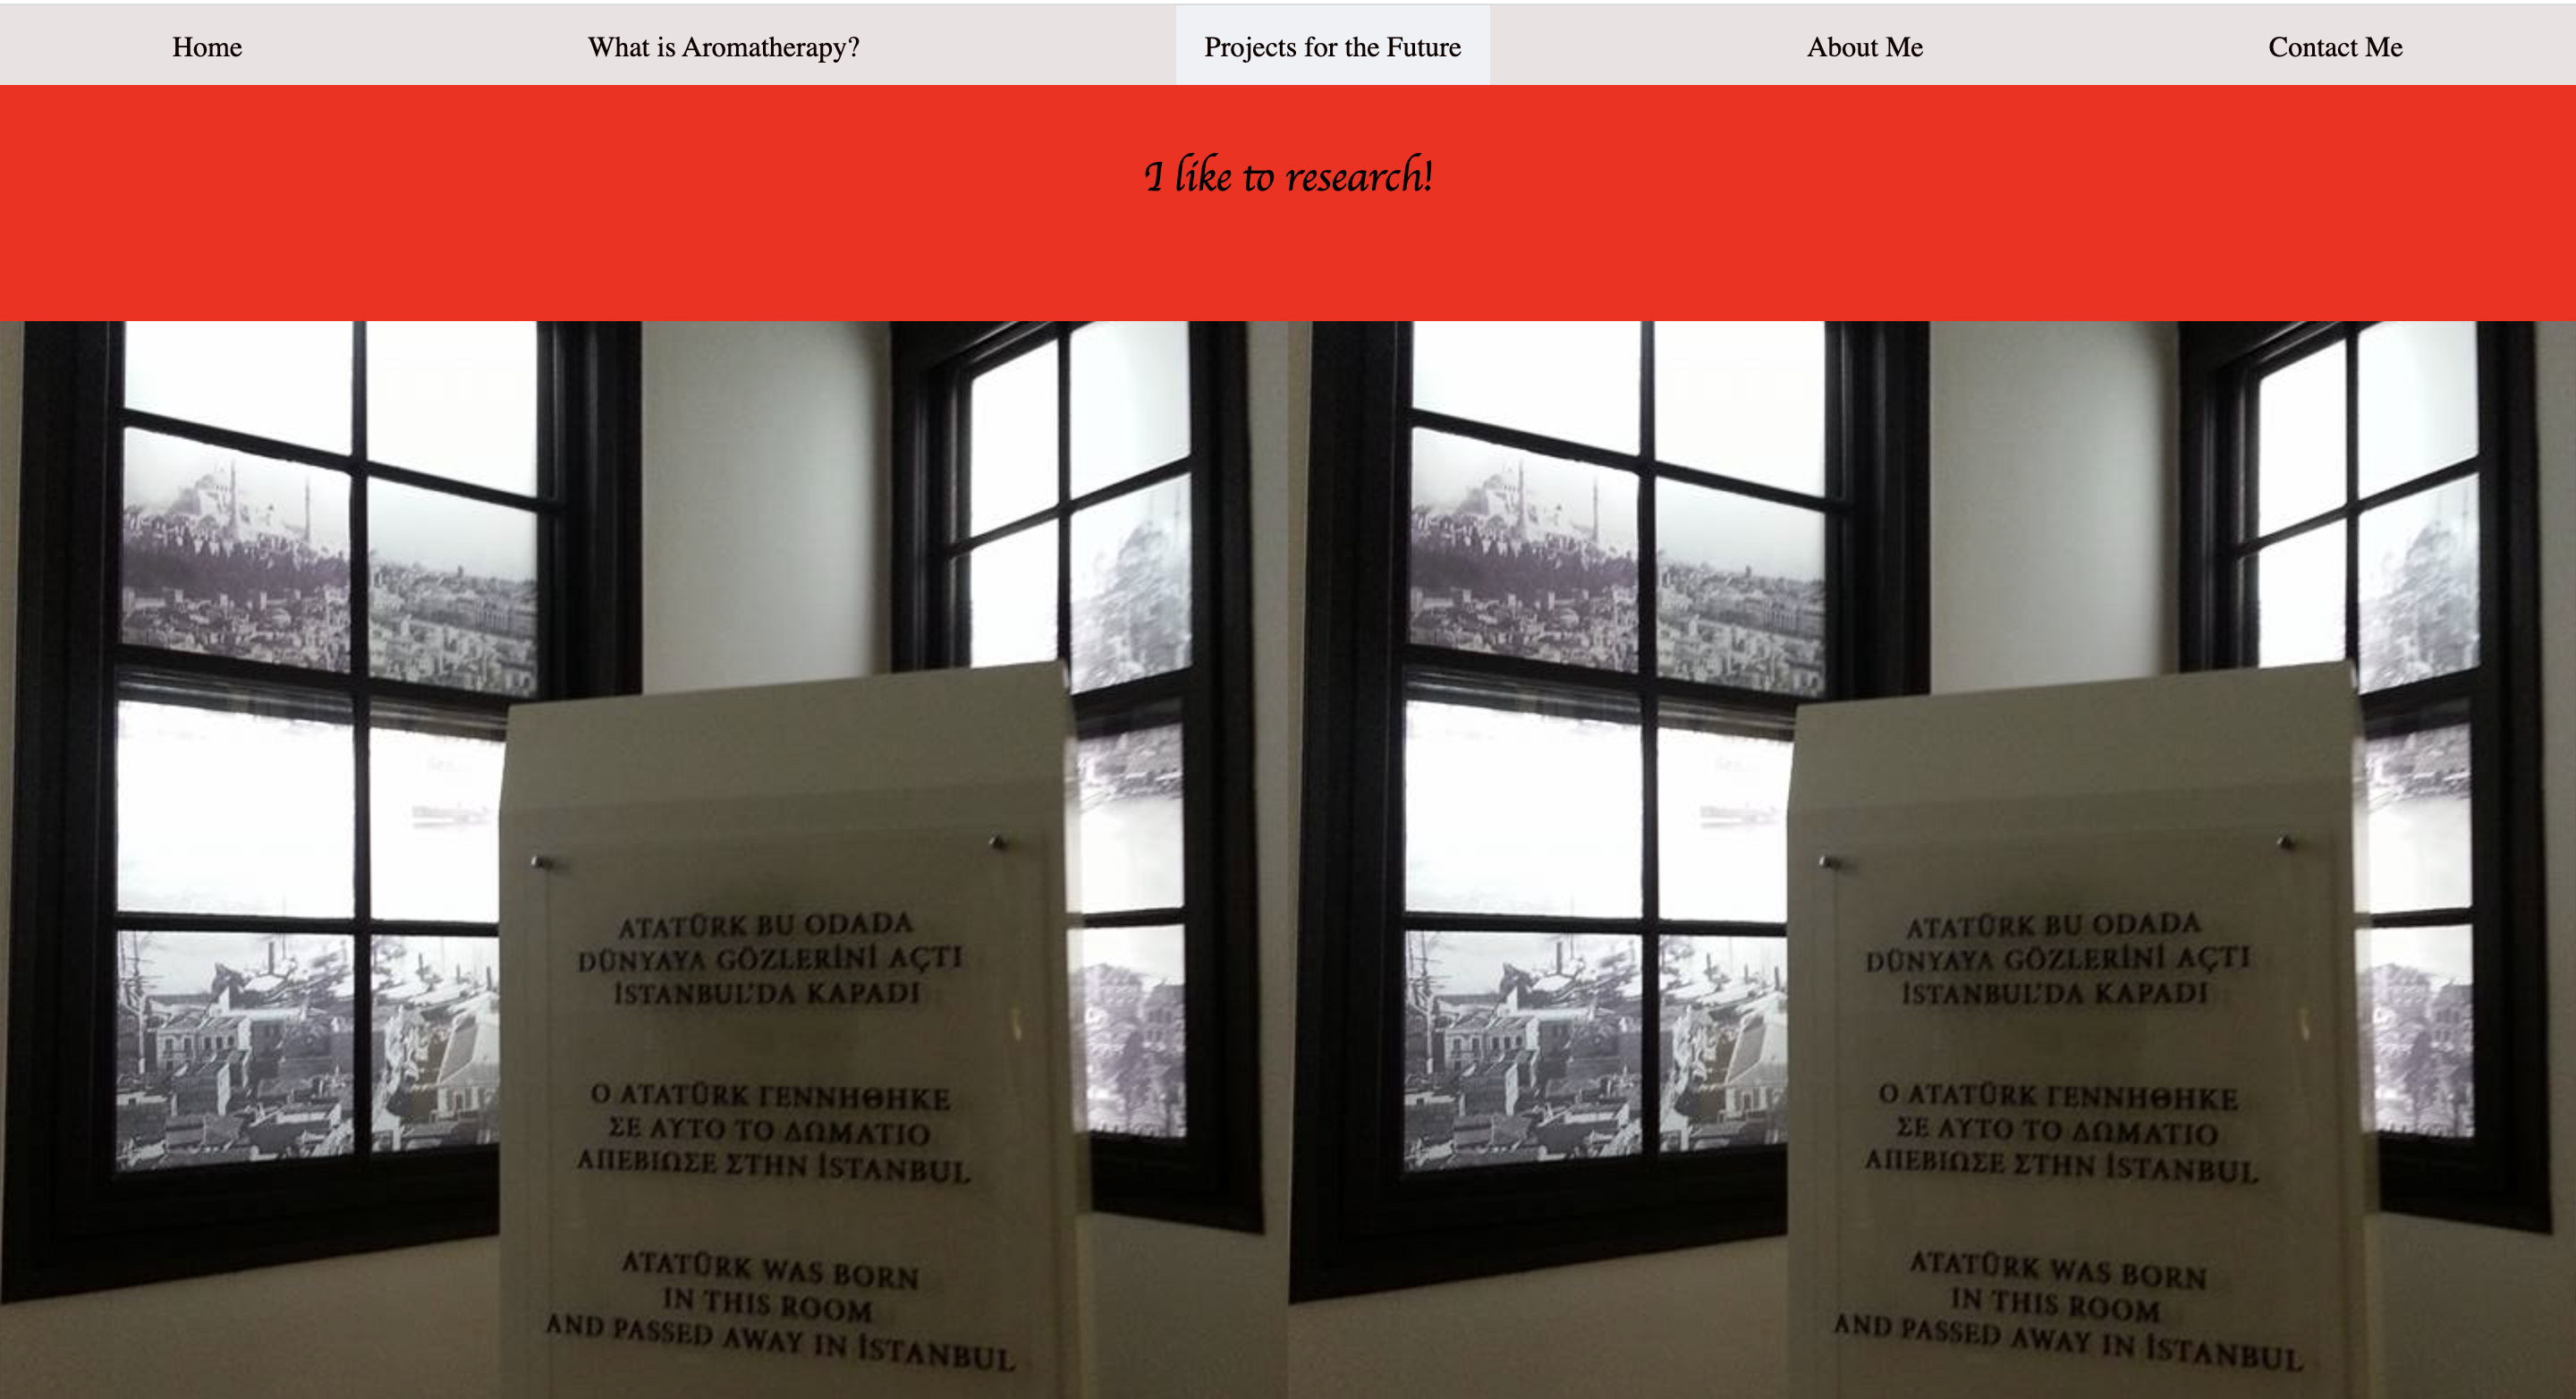 Home
What is Aromatherapy?
Projects for the Future
About Me
Contact Me
I like to research!
ATATÜRK BU ODADA
DÜNYAYA GÖZLERİNİ AÇTI
İSTANBUL'DA KAPADI
Ο ATATÜRK ΓΕΝΝΗΘΗΚΕ
ΣΕ ΑΥΤΟ ΤΟ ΔΩΜΑΤΙΟ
ΑΠΕΒΙΩΣΕ ΣΤΗΝ İSTANBUL
ATATÜRK WAS BORN
IN THIS ROOM
AND PASSED AWAY IN İSTANBUL
ATATÜRK BU ODADA
DÜNYAYA GÖZLERİNİ AÇTI
İSTANBUL'DA KAPADI
Ο ATATÜRK ΓΕΝΝΗΘΗΚΕ
ΣΕ ΑΥΤΟ ΤΟ ΔΩΜΑΤΙΟ
ΑΠΕΒΙΩΣΕ ΣΤΗΝ İSTANBUL
ATATÜRK WAS BORN
IN THIS ROOM
AND PASSED AWAY IN İSTANBUL